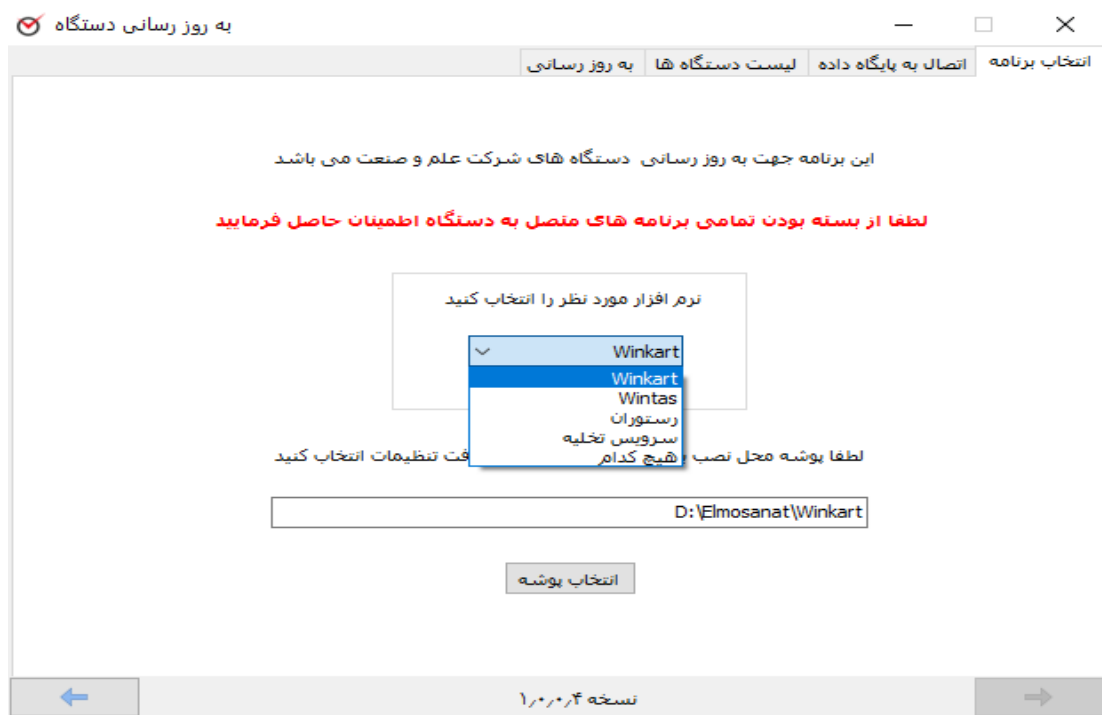 به روز رسانی دستگاه
انتخاب برنامه
اتصال به پایگاه داده
لیست دستگاه ها
به روز رسانی
این برنامه جهت به روز رسانی دستگاه های شرکت علم و صنعت می باشد
لطفا از بسته بودن تمامی برنامه های متصل به دستگاه اطمینان حاصل فرمایید
نرم افزار مورد نظر را انتخاب کنید
Winkart
Winkart
Wintas
رستوران
سرویس تخلیه
هیچ کدام
لطفا پوشه محل نصب تنظیمات انتخاب کنید
D:\Elmosanat\Winkart
انتخاب پوشه
نسخه ۱٫۰٫۰٫۴